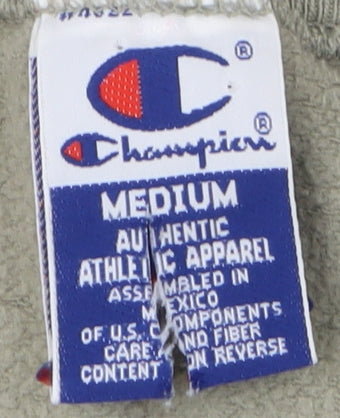 Champion®
MEDIUM
AUTHENTIC
ATHLETIC APPAREL
ASSEMBLED IN
MEXICO
OF U.S. COMPONENTS
CARE AND FIBER
CONTENT ON REVERSE